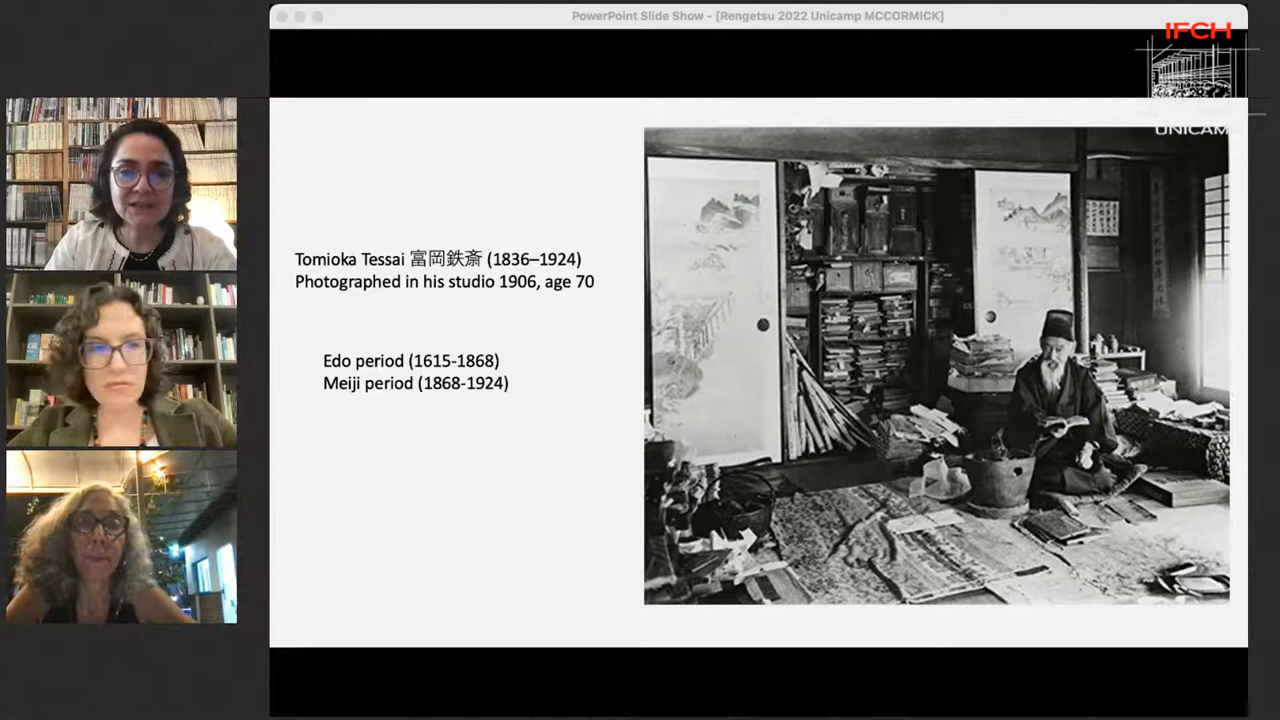 PowerPoint Slide Show - [Rengetsu 2022 Unicamp MCCORMICK]
IFCH
UNICAM
Tomioka Tessai 富岡鉄斎 (1836–1924)
Photographed in his studio 1906, age 70
Edo period (1615-1868)
Meiji period (1868-1924)